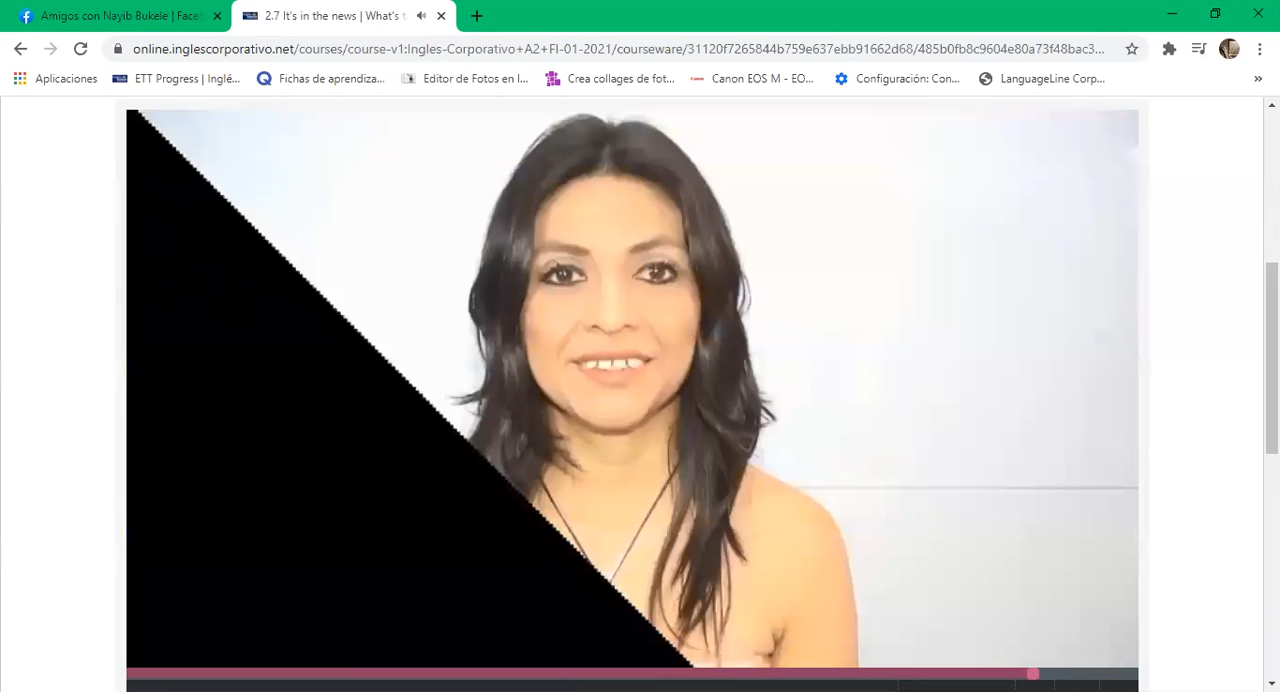 Amigos con Nayib Bukele | Face
2.7 It's in the news | What's t
online.inglescorporativo.net/courses/course-v1:Ingles-Corporativo+A2+FI-01-2021/courseware/31120f7265844b759e637ebb91662d68/485b0fb8c9604e80a73f48bac3...
Aplicaciones ETT Progress | Inglé... Fichas de aprendiza... Editor de Fotos en l... Crea collages de fot... Canon EOS M - EO... Configuración: Con... LanguageLine Corp... »